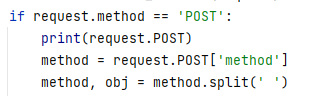 if request.method == 'POST':
    print(request.POST)
    method = request.POST['method']
    method, obj = method.split(' ')